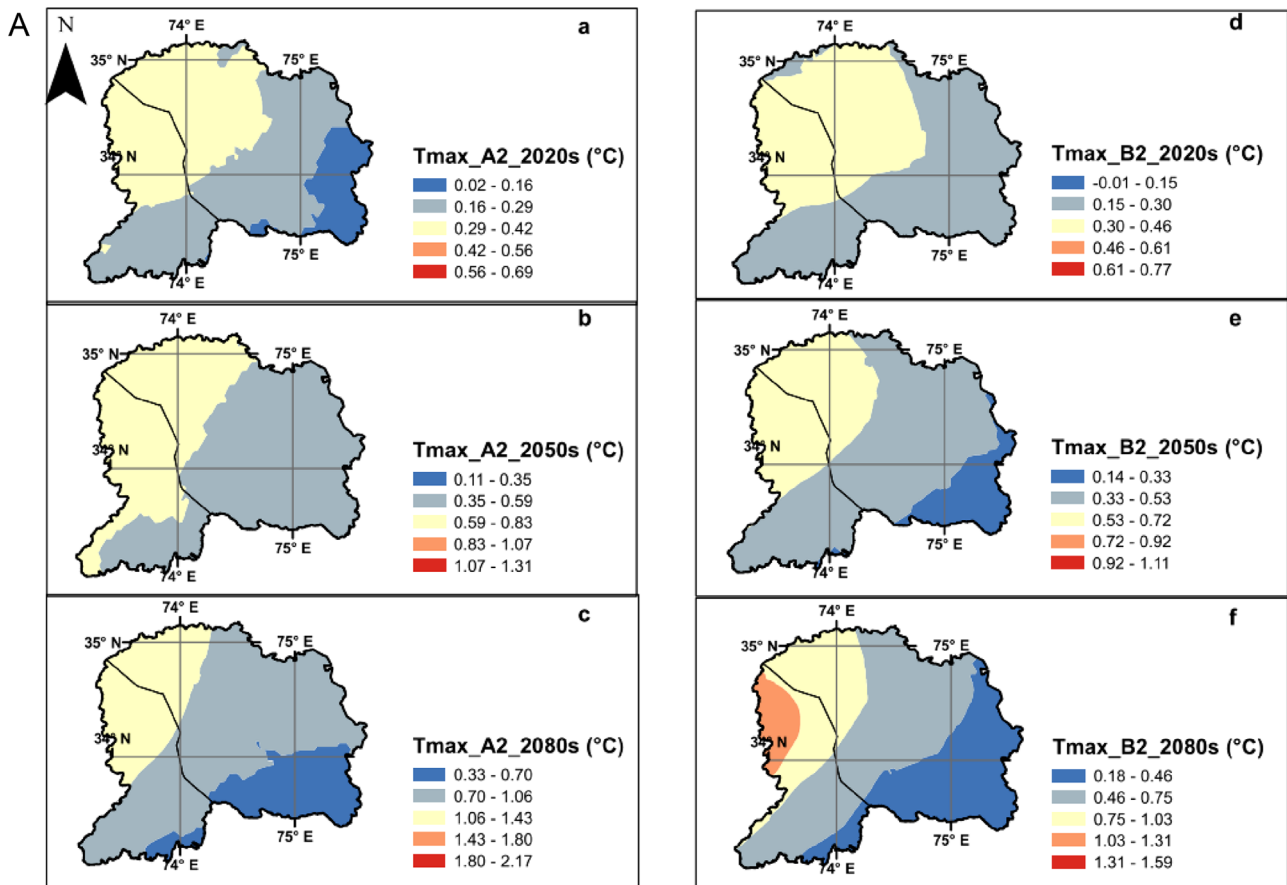 A
N
a
74° E
35° N
75° E
34° N
75° E
74° E
Tmax_A2_2020s (°C)
0.02 - 0.16
0.16 - 0.29
0.29 - 0.42
0.42 - 0.56
0.56 - 0.69
d
74° E
35° N
75° E
34° N
75° E
74° E
Tmax_B2_2020s (°C)
-0.01 - 0.15
0.15 - 0.30
0.30 - 0.46
0.46 - 0.61
0.61 - 0.77
b
74° E
35° N
75° E
34° N
75° E
74° E
Tmax_A2_2050s (°C)
0.11 - 0.35
0.35 - 0.59
0.59 - 0.83
0.83 - 1.07
1.07 - 1.31
e
74° E
35° N
75° E
34° N
75° E
74° E
Tmax_B2_2050s (°C)
0.14 - 0.33
0.33 - 0.53
0.53 - 0.72
0.72 - 0.92
0.92 - 1.11
c
74° E
35° N
75° E
34° N
75° E
74° E
Tmax_A2_2080s (°C)
0.33 - 0.70
0.70 - 1.06
1.06 - 1.43
1.43 - 1.80
1.80 - 2.17
f
74° E
35° N
75° E
34° N
75° E
74° E
Tmax_B2_2080s (°C)
0.18 - 0.46
0.46 - 0.75
0.75 - 1.03
1.03 - 1.31
1.31 - 1.59